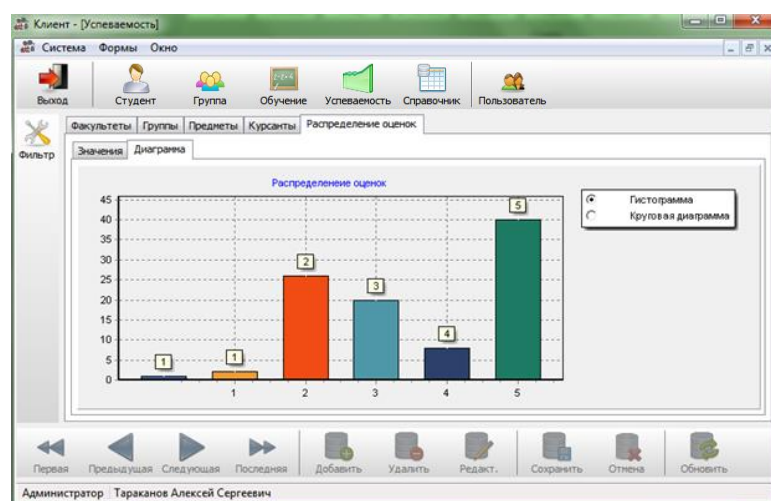 Клиент - [Успеваемость]
Система Формы Окно
Выход Студент Группа Обучение Успеваемость Справочник Пользователь
Фильтр
Факультеты Группы Предметы Курсанты Распределение оценок
Значения Диаграмма
Распределенеие оценок
Гистограмма
Круговая диаграмма
45
40
35
30
25
20
15
10
5
0
1 1 2 3 4 5
1 2 3 4 5
Первая Предыдущая Следующая Последняя Добавить Удалить Редакт. Сохранить Отмена Обновить
Администратор Тараканов Алексей Сергеевич